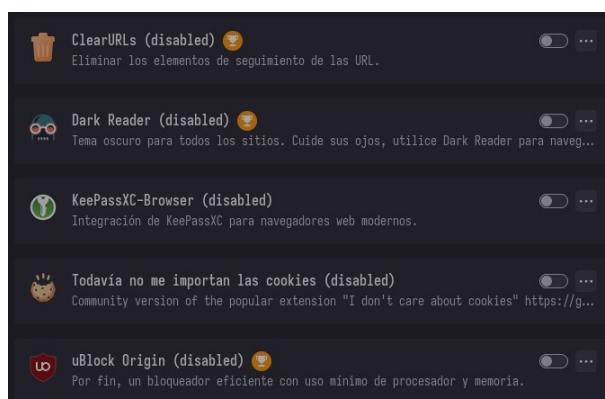 ClearURLs (disabled)
Eliminar los elementos de seguimiento de las URL.
Dark Reader (disabled)
Tema oscuro para todos los sitios. Cuide sus ojos, utilice Dark Reader para naveg...
KeePassXC-Browser (disabled)
Integración de KeePassXC para navegadores web modernos.
Todavía no me importan las cookies (disabled)
Community version of the popular extension "I don't care about cookies" https://g...
uBlock Origin (disabled)
Por fin, un bloqueador eficiente con uso mínimo de procesador y memoria.